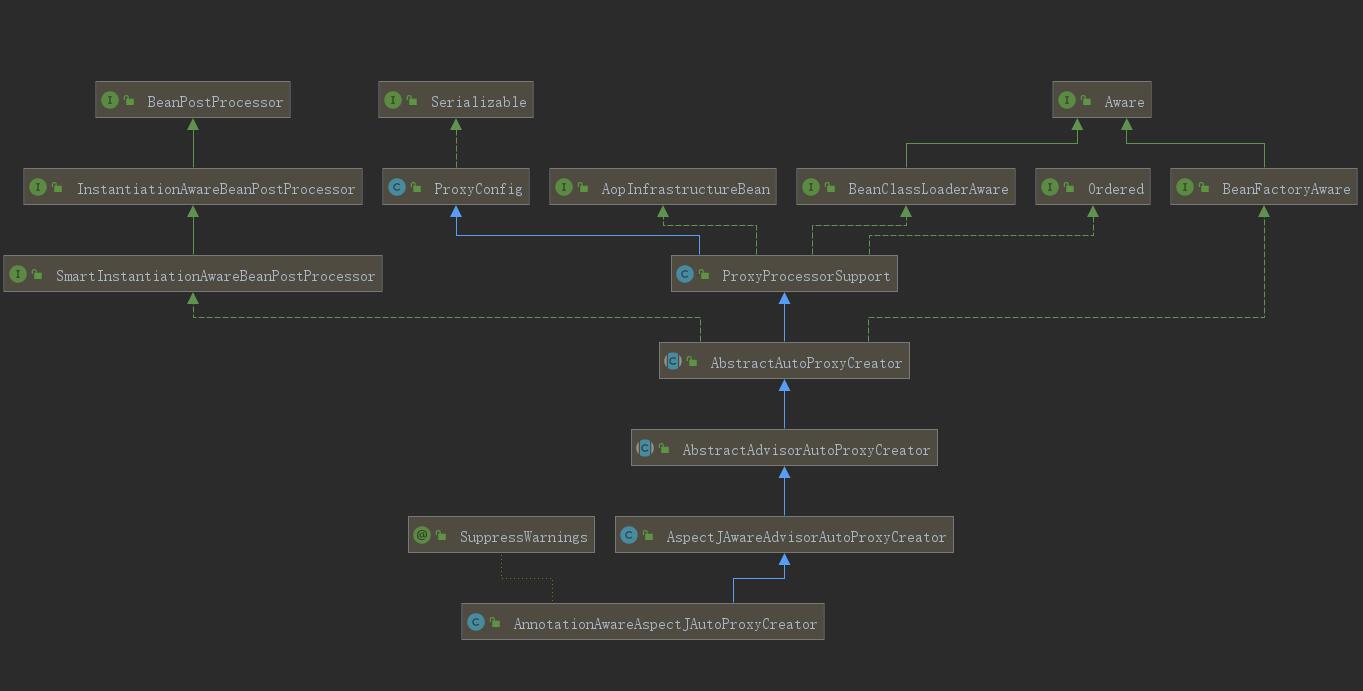 BeanPostProcessor
Serializable
Aware
InstantiationAwareBeanPostProcessor
ProxyConfig
AopInfrastructureBean
BeanClassLoaderAware
Ordered
BeanFactoryAware
SmartInstantiationAwareBeanPostProcessor
ProxyProcessorSupport
AbstractAutoProxyCreator
AbstractAdvisorAutoProxyCreator
SuppressWarnings
AspectJAwareAdvisorAutoProxyCreator
AnnotationAwareAspectJAutoProxyCreator